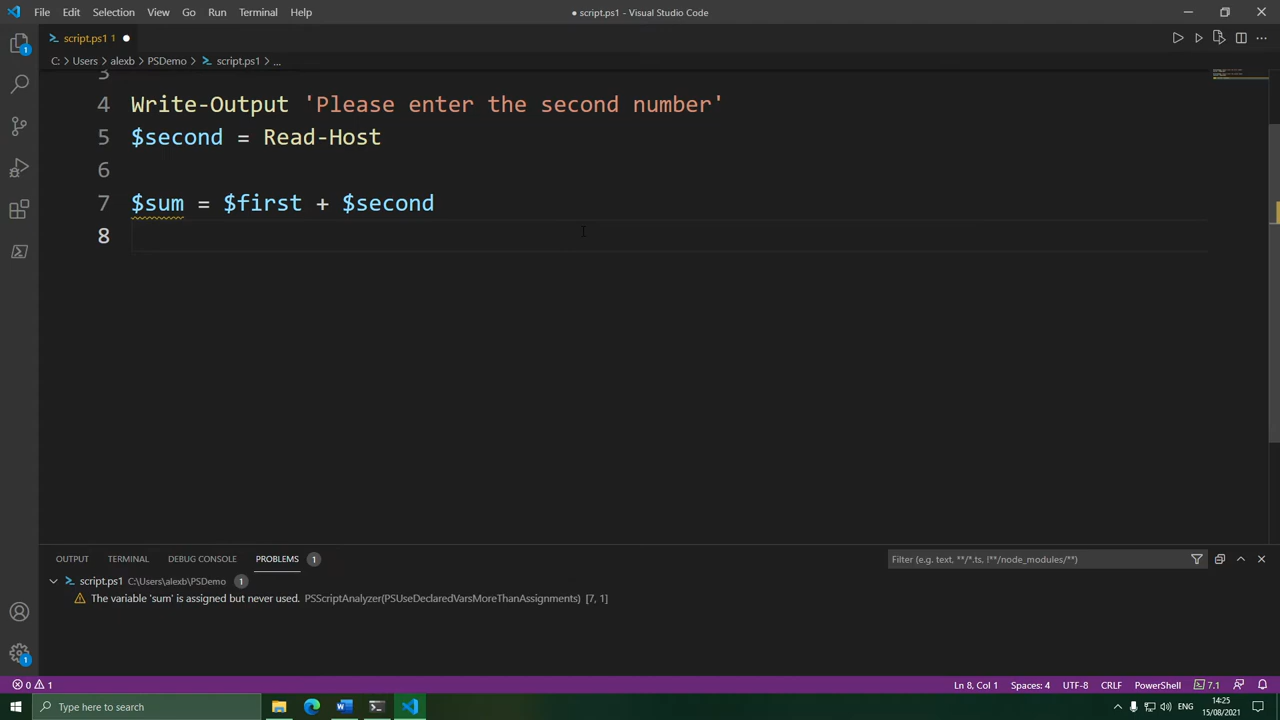 File Edit Selection View Go Run Terminal Help
● script.ps1 - Visual Studio Code
script.ps1 1 ●
C: > Users > alexb > PSDemo > script.ps1 > ...
3
4 Write-Output 'Please enter the second number'
5 $second = Read-Host
6
7 $sum = $first + $second
8
OUTPUT TERMINAL DEBUG CONSOLE PROBLEMS 1
Filter (e.g. text, **/*.ts, !**/node_modules/**)
script.ps1 C:\Users\alexb\PSDemo 1
The variable 'sum' is assigned but never used. PSScriptAnalyzer(PSUseDeclaredVarsMoreThanAssignments) [7, 1]
1
1
0 1
Ln 8, Col 1 Spaces: 4 UTF-8 CRLF PowerShell 7.1
Type here to search
ENG
14:25
15/08/2021